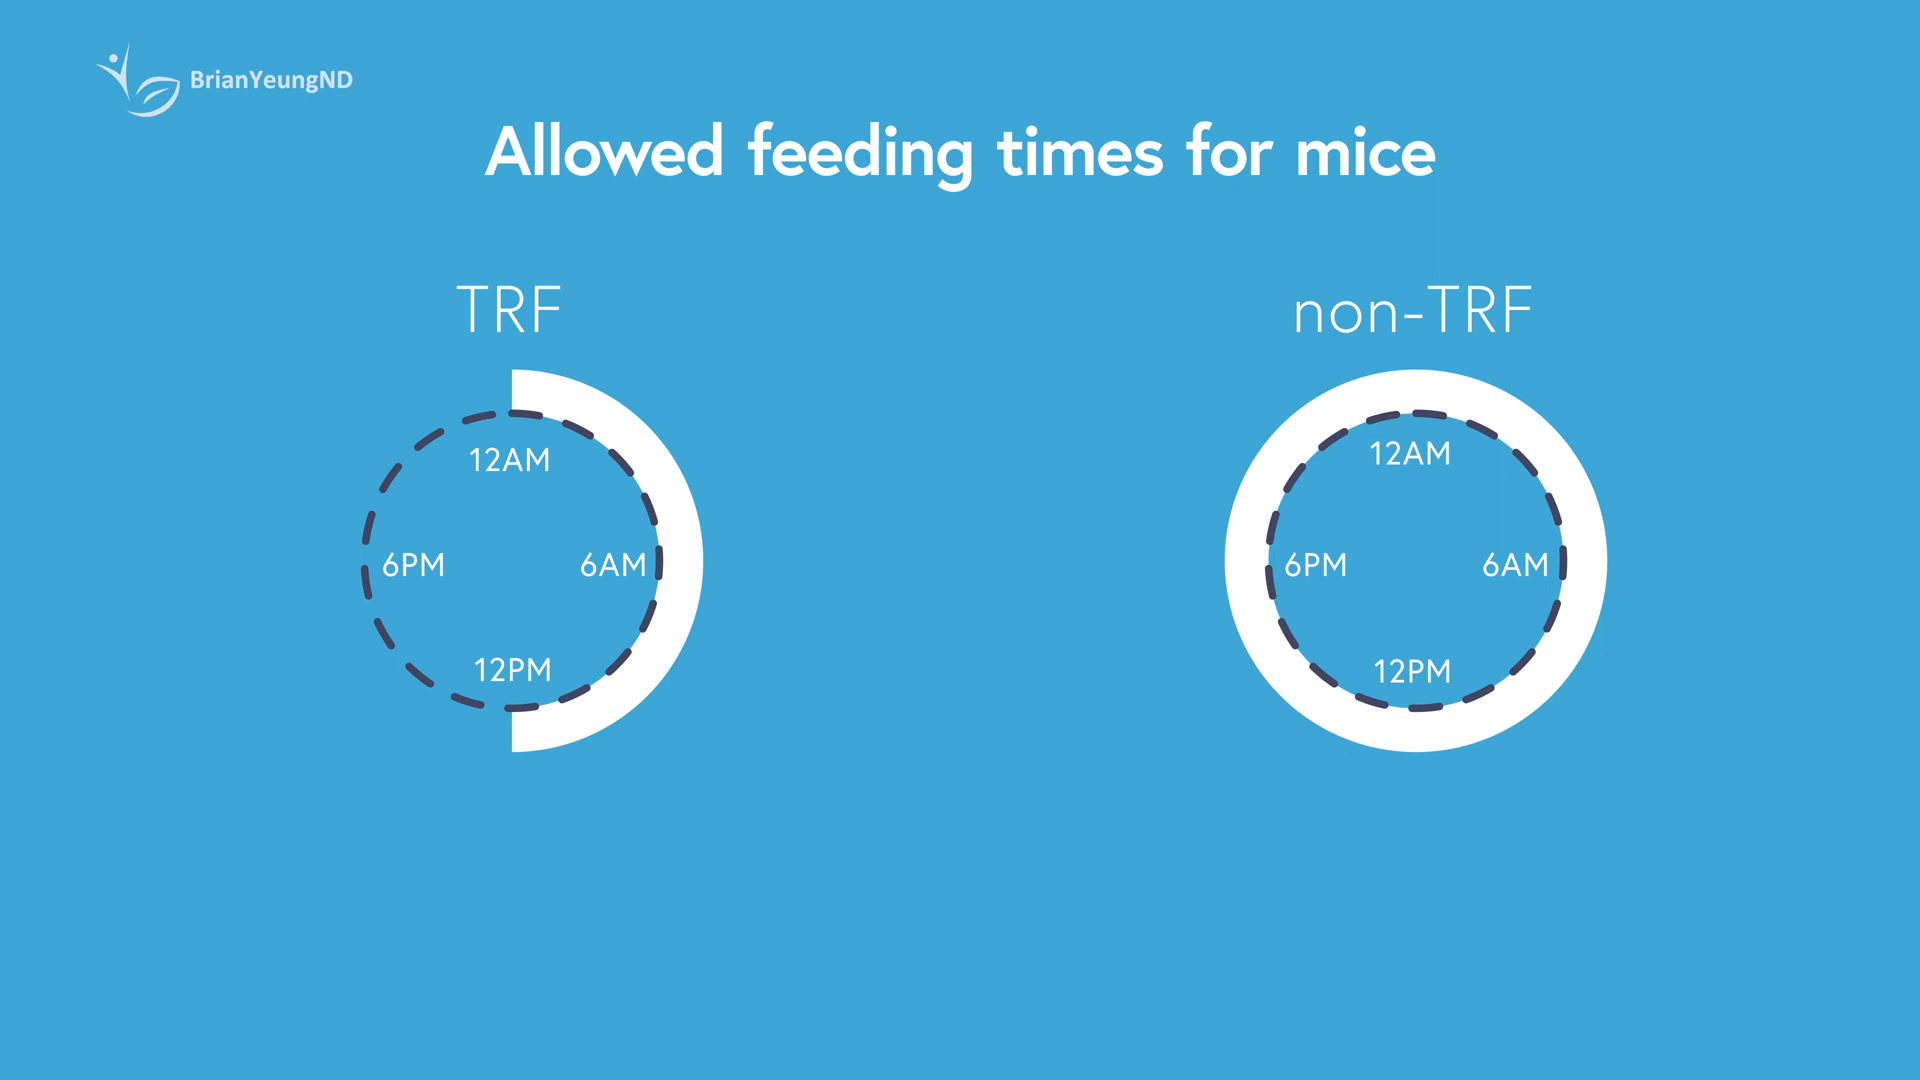 BrianYeungND
Allowed feeding times for mice
TRF
12AM
6PM
6AM
12PM
non-TRF
12AM
6PM
6AM
12PM